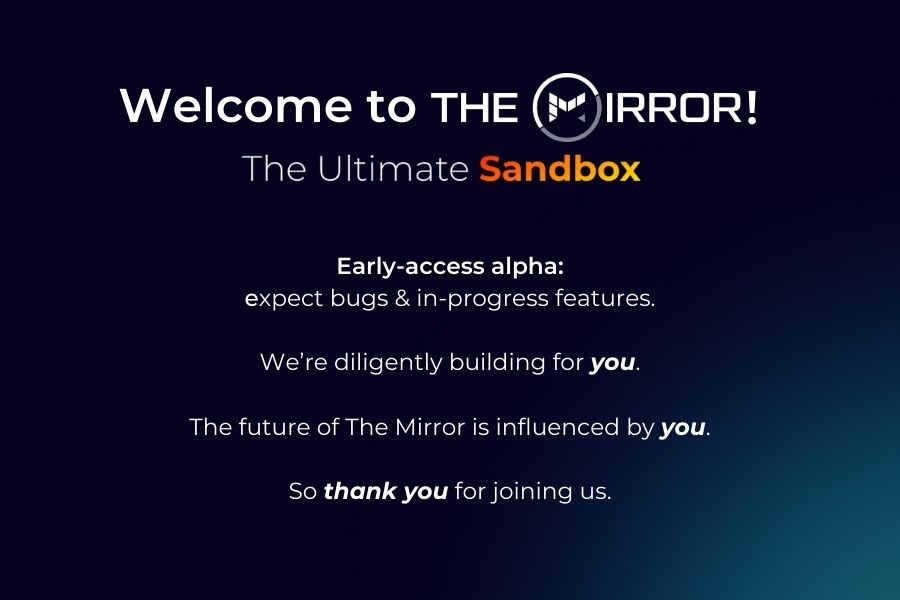 Welcome to THE MIRROR!
The Ultimate Sandbox
Early-access alpha:
expect bugs & in-progress features.
We’re diligently building for you.
The future of The Mirror is influenced by you.
So thank you for joining us.